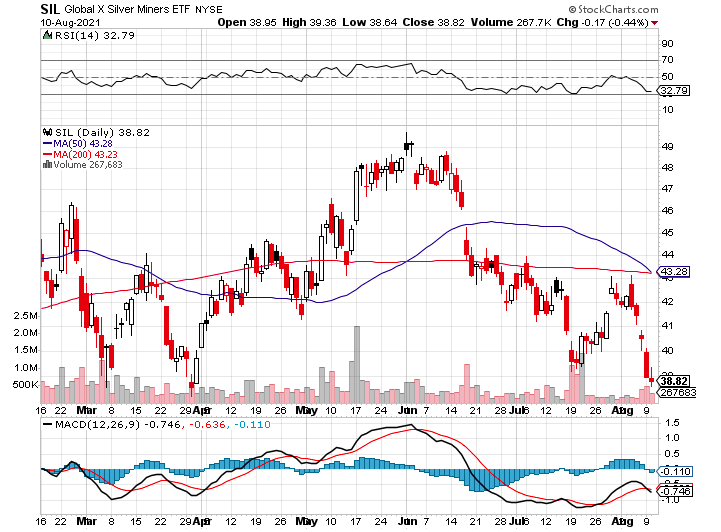 SIL Global X Silver Miners ETF NYSE © StockCharts.com
10-Aug-2021 Open 38.95 High 39.36 Low 38.64 Close 38.82 Volume 267.7K Chg -0.17 (-0.44%)
RSI(14) 32.79
90
70
50
32.79
10
SIL (Daily) 38.82
MA(50) 43.28
MA(200) 43.23
Volume 267,683
49
48
47
46
45
44
43.28
42
41
40
39
38.82
267683
2.5M
2.0M
1.5M
1.0M
500K
16 22 Mar 8 15 22 29 Apr 12 19 26 May 10 17 24 Jun 7 14 21 28 Jul 12 19 26 Aug 9
MACD(12,26,9) -0.746, -0.636, -0.110
1.5
1.0
0.5
-0.110
-0.746
-1.0
16 22 Mar 8 15 22 29 Apr 12 19 26 May 10 17 24 Jun 7 14 21 28 Jul 12 19 26 Aug 9